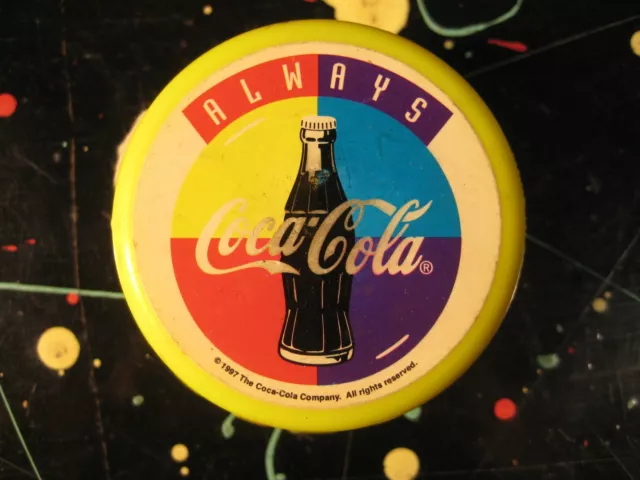 ALWAYS
Coca-Cola®
© 1997 The Coca-Cola Company. All rights reserved.